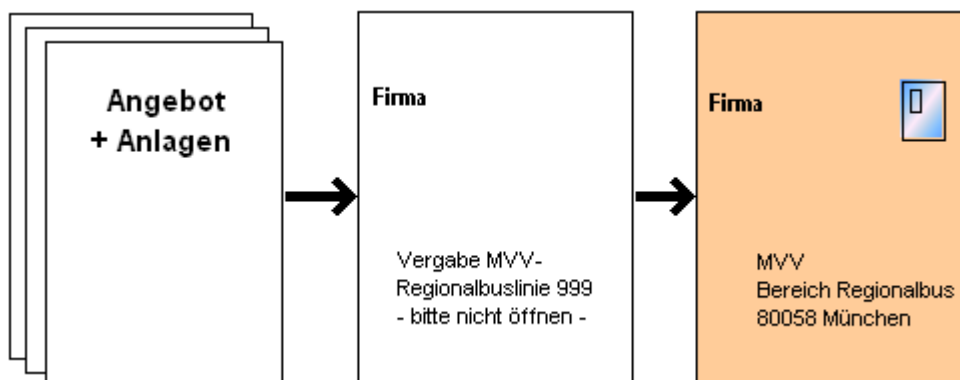 Angebot
+ Anlagen
Firma
Vergabe MVV-
Regionalbuslinie 999
- bitte nicht öffnen -
Firma
MVV
Bereich Regionalbus
80058 München